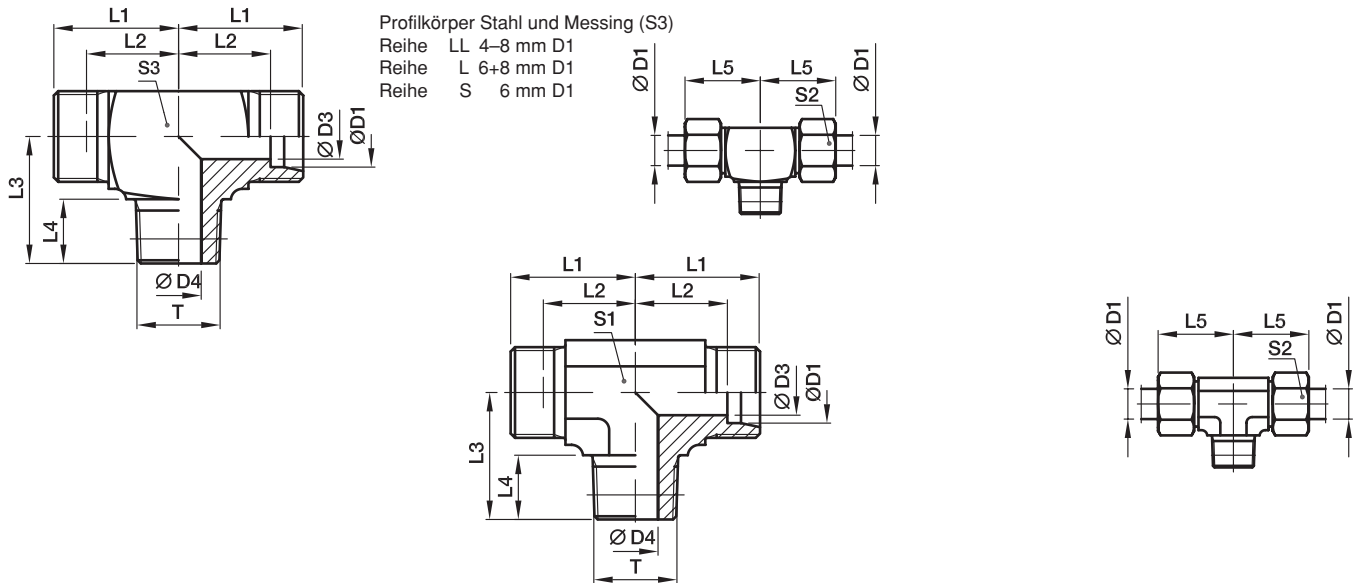 L1 L1
L2 L2
S3
Ø D3
ØD1
L3
L4
Ø D4
T
Profilkörper Stahl und Messing (S3)
Reihe LL 4–8 mm D1
Reihe L 6+8 mm D1
Reihe S 6 mm D1
Ø D1
L5 L5
Ø D1
S2
L1 L1
L2 L2
S1
Ø D3
ØD1
L3
L4
Ø D4
T
Ø D1
L5 L5
Ø D1
S2